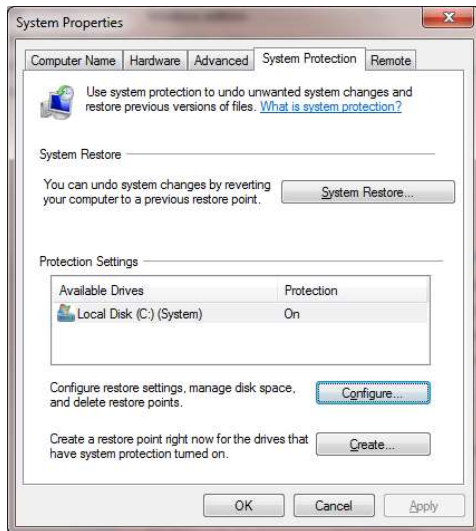 System Properties
Computer Name
Hardware
Advanced
System Protection
Remote
Use system protection to undo unwanted system changes and
restore previous versions of files. What is system protection?
System Restore
You can undo system changes by reverting
your computer to a previous restore point.
System Restore...
Protection Settings
Available Drives
Protection
Local Disk (C:) (System)
On
Configure restore settings, manage disk space,
and delete restore points.
Configure...
Create a restore point right now for the drives that
have system protection turned on.
Create...
OK
Cancel
Apply